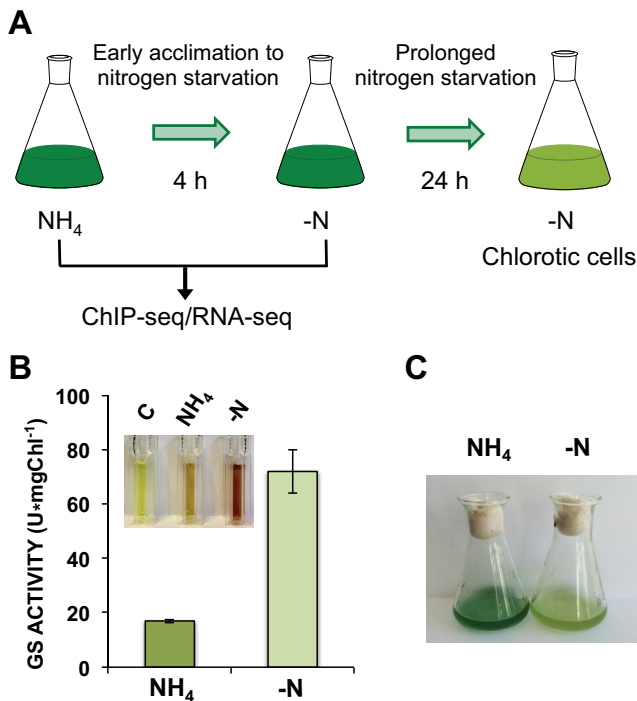 A
Early acclimation to
nitrogen starvation
Prolonged
nitrogen starvation
4 h
24 h
NH4
-N
-N
Chlorotic cells
ChIP-seq/RNA-seq
B
GS ACTIVITY (U*mgChl-1)
100
80
60
40
20
0
C
NH4
-N
NH4
-N
C
NH4
-N